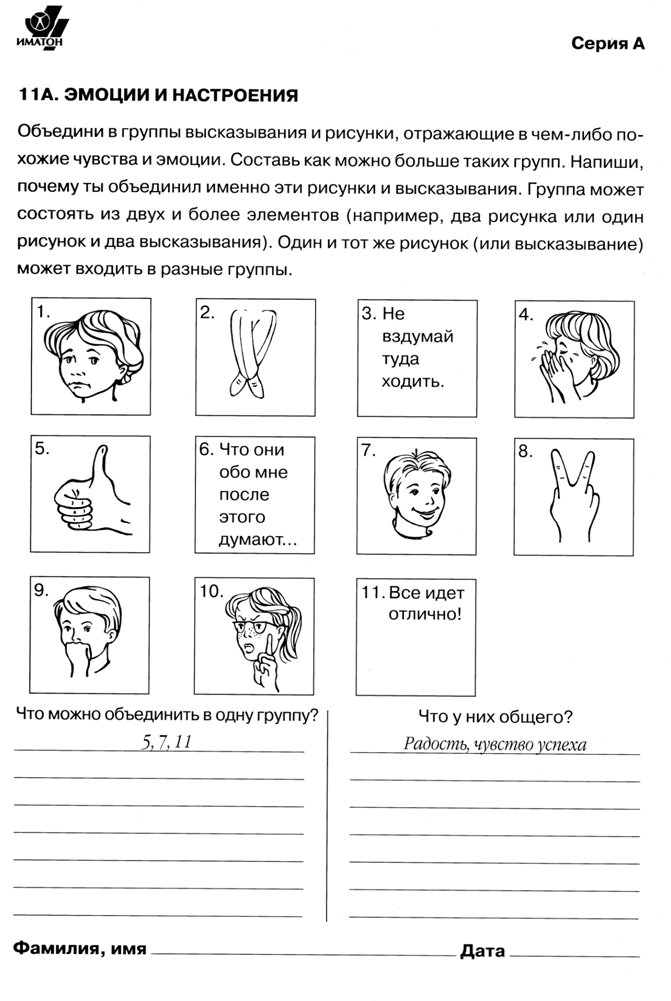 ИМАТОН
Серия А
11А. ЭМОЦИИ И НАСТРОЕНИЯ
Объедини в группы высказывания и рисунки, отражающие в чем-либо по-
хожие чувства и эмоции. Составь как можно больше таких групп. Напиши,
почему ты объединил именно эти рисунки и высказывания. Группа может
состоять из двух и более элементов (например, два рисунка или один
рисунок и два высказывания). Один и тот же рисунок (или высказывание)
может входить в разные группы.
1.
2.
3. Не
вздумай
туда
ходить.
4.
5.
6. Что они
обо мне
после
этого
думают...
7.
8.
9.
10.
11. Все идет
отлично!
Что можно объединить в одну группу?
Что у них общего?
5, 7, 11
Радость, чувство успеха
Фамилия, имя
Дата